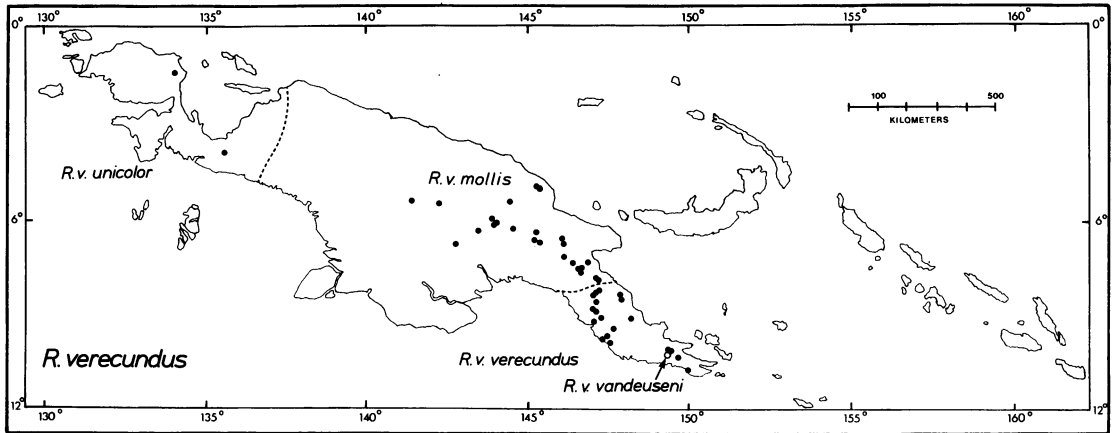 130° 135° 140° 145° 150° 155° 160°
0° 0°
100 500
KILOMETERS
R. v. unicolor
R. v. mollis
6° 6°
R. verecundus
R. v. verecundus
R. v. vandeuseni
12° 12°
130° 135° 140° 145° 150° 155° 160°